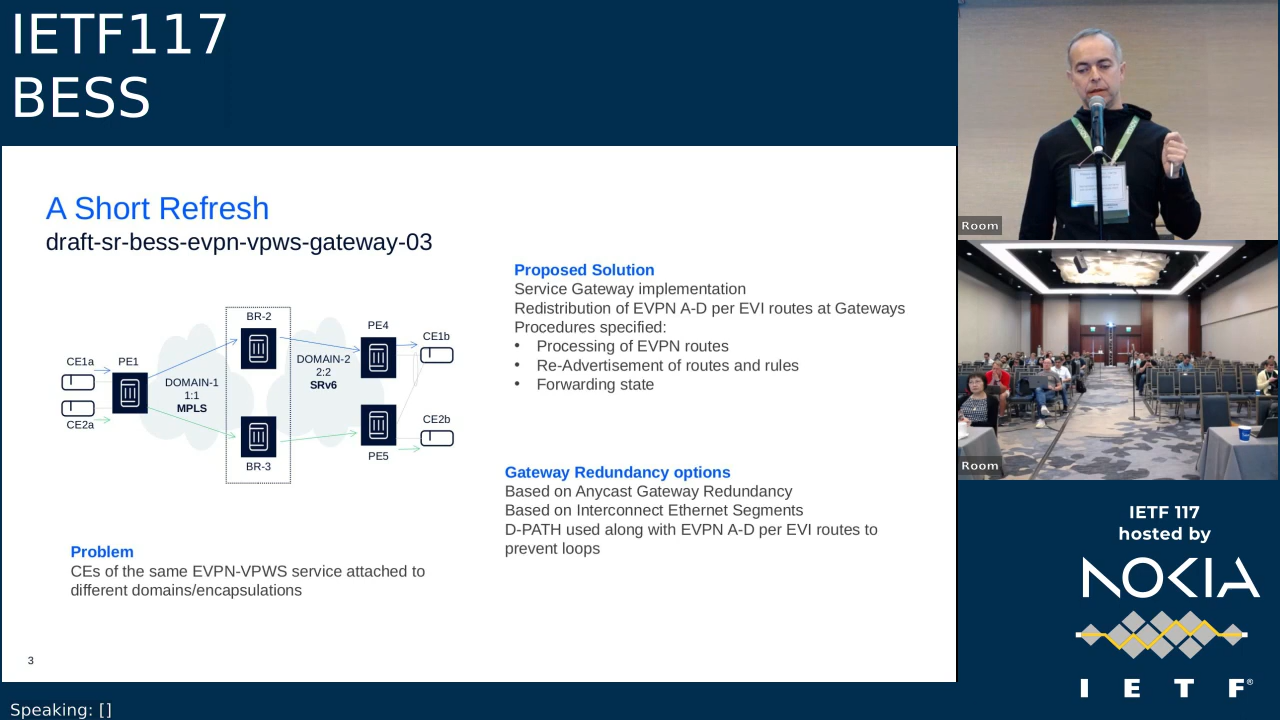 IETF117
BESS
A Short Refresh
draft-sr-bess-evpn-vpws-gateway-03
BR-2
PE4
CE1b
CE1a
PE1
DOMAIN-1
1:1
MPLS
DOMAIN-2
2:2
SRv6
CE2a
CE2b
BR-3
PE5
Problem
CEs of the same EVPN-VPWS service attached to
different domains/encapsulations
Proposed Solution
Service Gateway implementation
Redistribution of EVPN A-D per EVI routes at Gateways
Procedures specified:
• Processing of EVPN routes
• Re-Advertisement of routes and rules
• Forwarding state
Gateway Redundancy options
Based on Anycast Gateway Redundancy
Based on Interconnect Ethernet Segments
D-PATH used along with EVPN A-D per EVI routes to
prevent loops
3
Room
Room
IETF 117
hosted by
NOKIA
I E T F®
Speaking: []